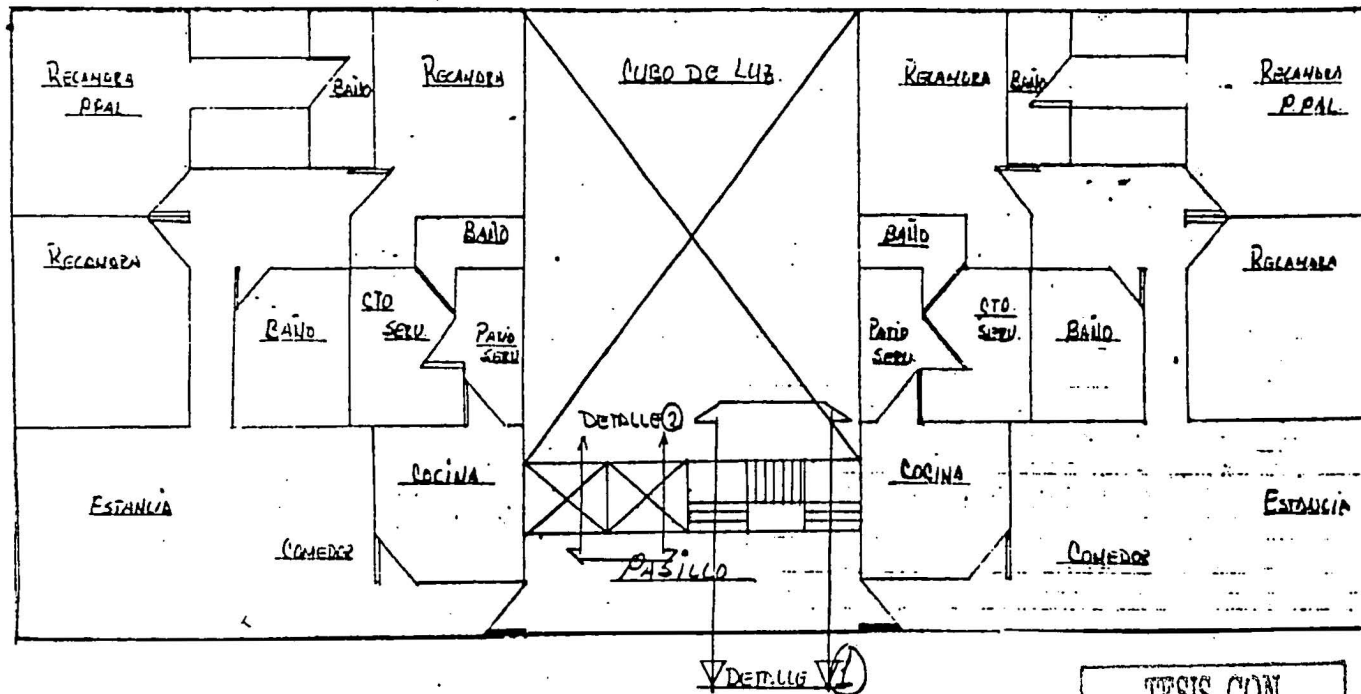 RECAMARA
PPAL
BAÑO
RECAMARA
CUBO DE LUZ.
RECAMARA
BAÑO
RECAMARA
P.PAL.
RECAMARA
BAÑO
BAÑO
RECAMARA
BAÑO
CTO
SERV.
PATIO
SERV.
PATIO
SERV.
CTO.
SERV.
BAÑO
DETALLE 2
COCINA
COCINA
ESTANCIA
ESTANCIA
COMEDOR
COMEDOR
PASILLO
DETALLE 1
TESIS CON